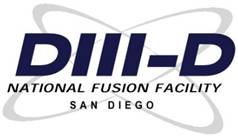 DIII-D
NATIONAL FUSION FACILITY
SAN DIEGO